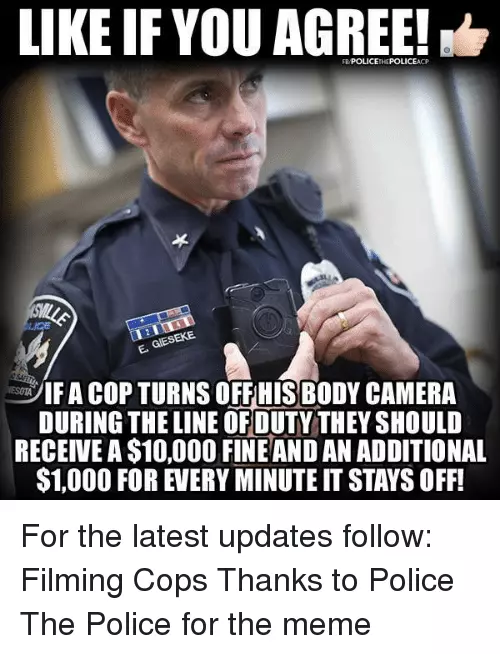 LIKE IF YOU AGREE!
FB/POLICETHEPOLICEACP
LICE
E. GIESEKE
IF A COP TURNS OFF HIS BODY CAMERA
DURING THE LINE OF DUTY THEY SHOULD
RECEIVE A $10,000 FINE AND AN ADDITIONAL
$1,000 FOR EVERY MINUTE IT STAYS OFF!
For the latest updates follow:
Filming Cops Thanks to Police
The Police for the meme